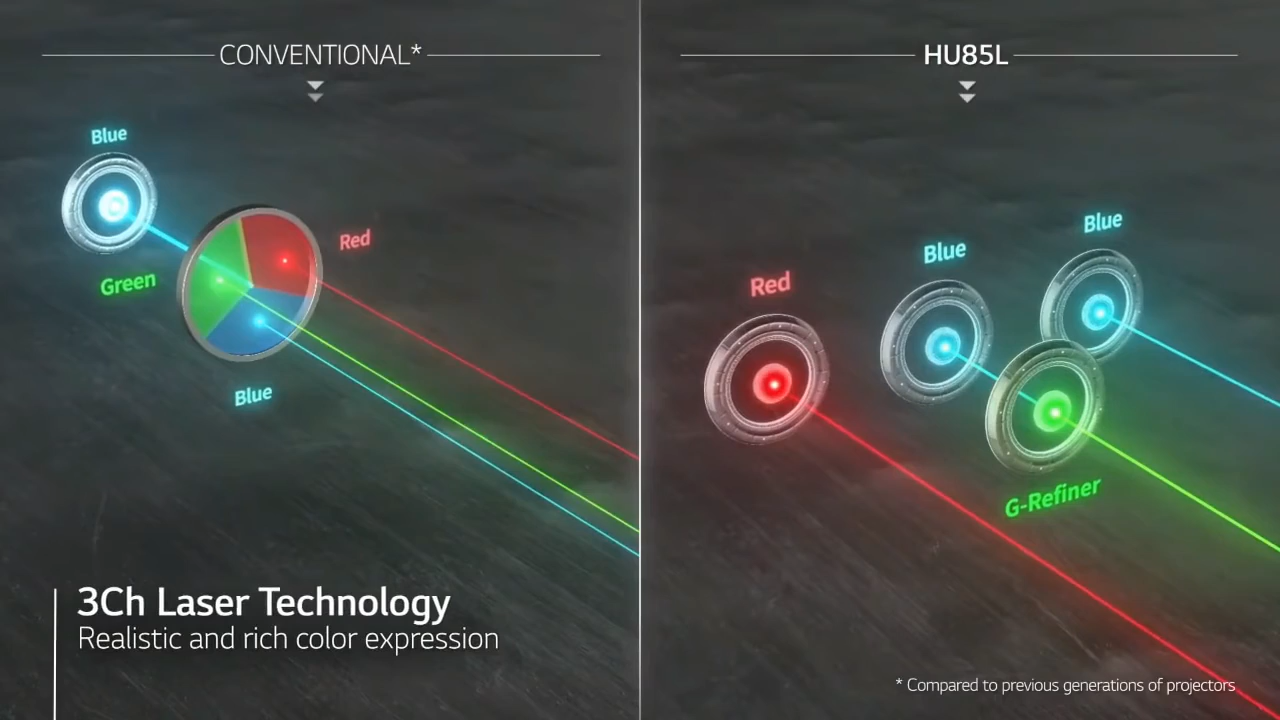 CONVENTIONAL*
Blue
Green
Red
Blue
3Ch Laser Technology
Realistic and rich color expression
HU85L
Red
Blue
Blue
G-Refiner
* Compared to previous generations of projectors